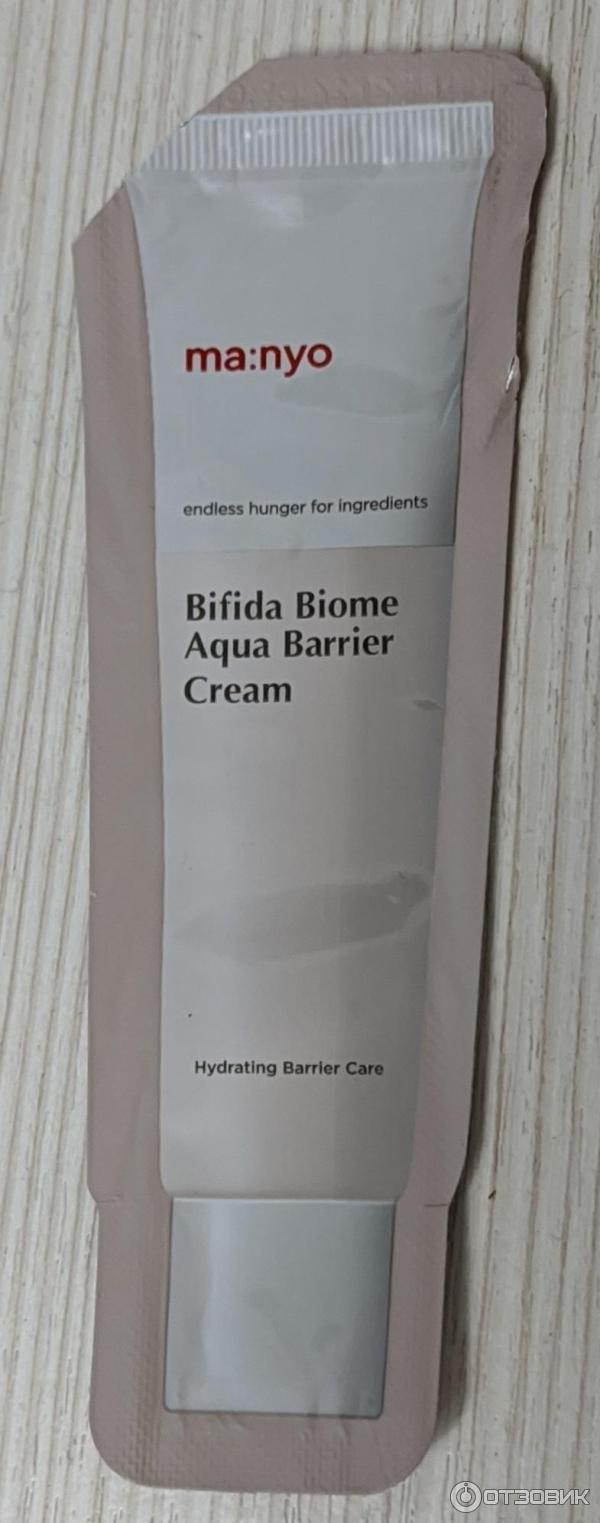 ma:nyo
endless hunger for ingredients
Bifida Biome
Aqua Barrier
Cream
Hydrating Barrier Care
ОТЗОВИК